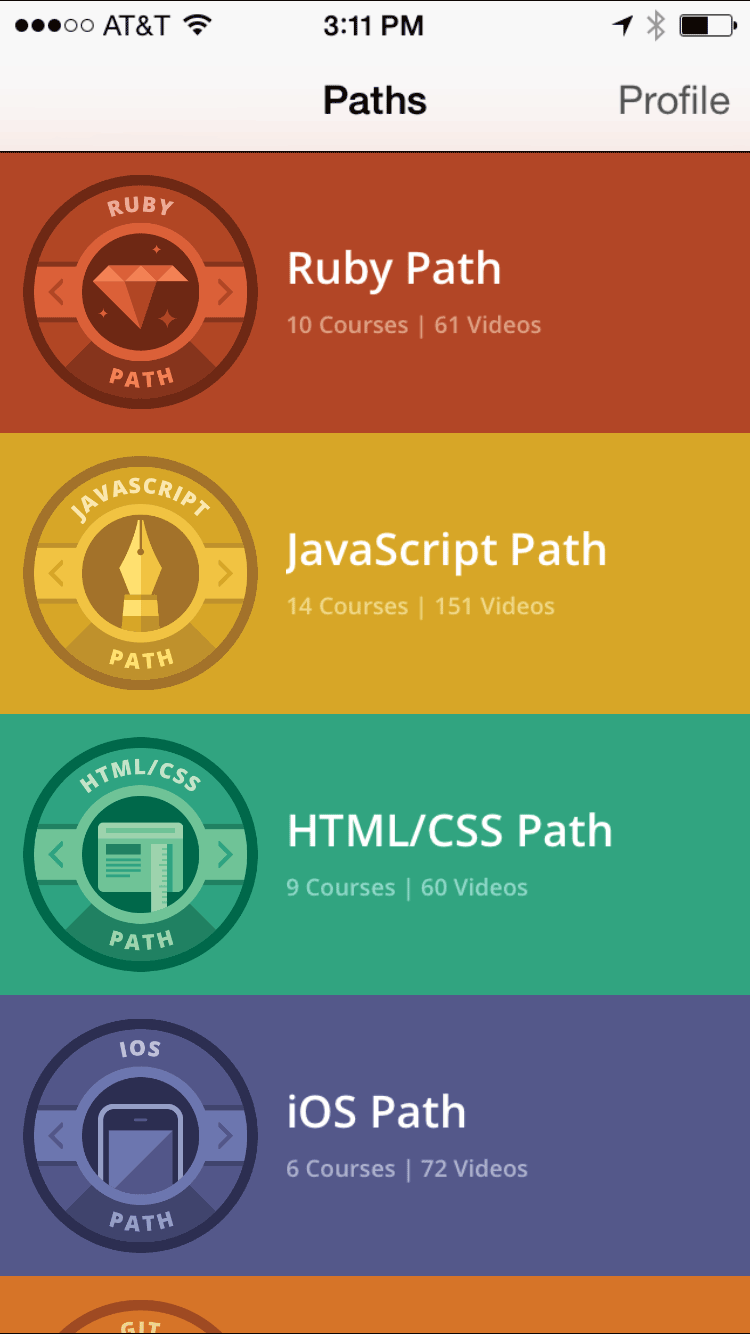 AT&T 3:11 PM
Paths Profile
RUBY
PATH
Ruby Path
10 Courses | 61 Videos
JAVASCRIPT
PATH
JavaScript Path
14 Courses | 151 Videos
HTML/CSS
PATH
HTML/CSS Path
9 Courses | 60 Videos
IOS
PATH
iOS Path
6 Courses | 72 Videos
GIT